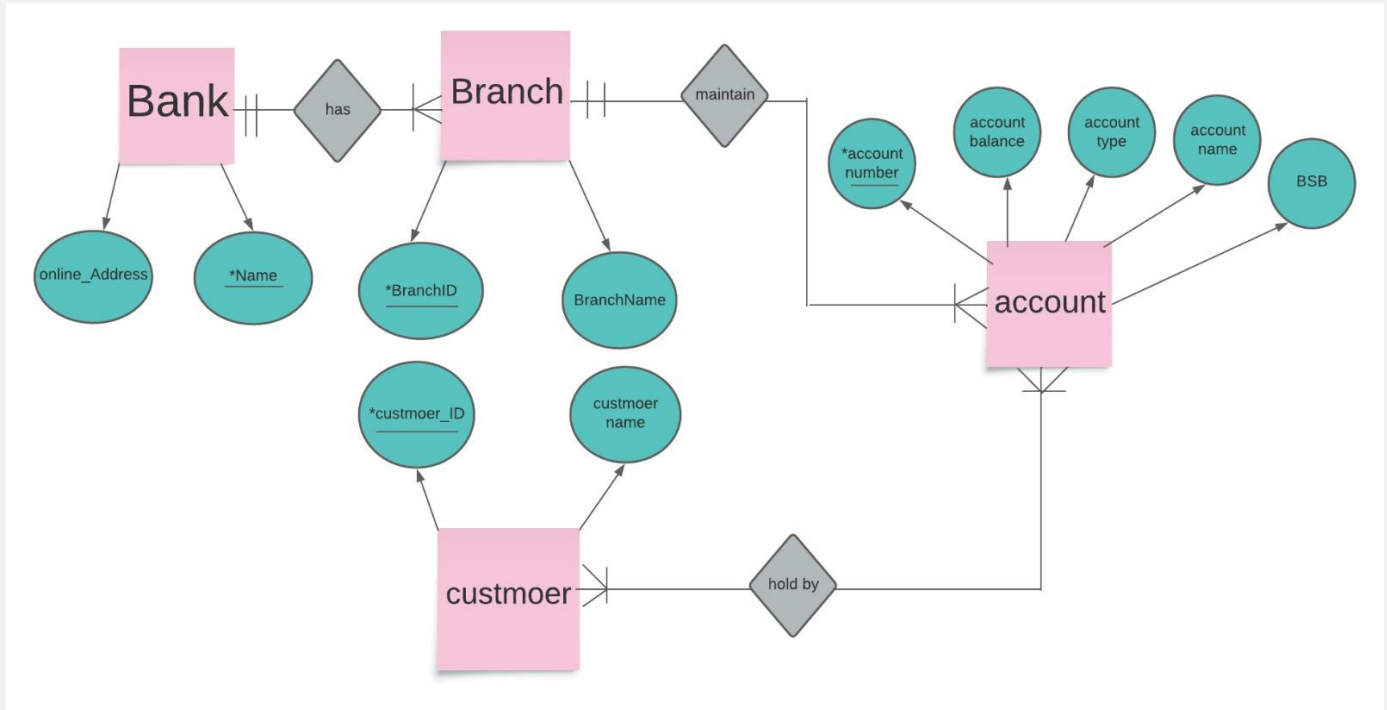 Bank
has
Branch
maintain
*account
number
account
balance
account
type
account
name
BSB
online_Address
*Name
*BranchID
BranchName
account
*custmoer_ID
custmoer
name
custmoer
hold by